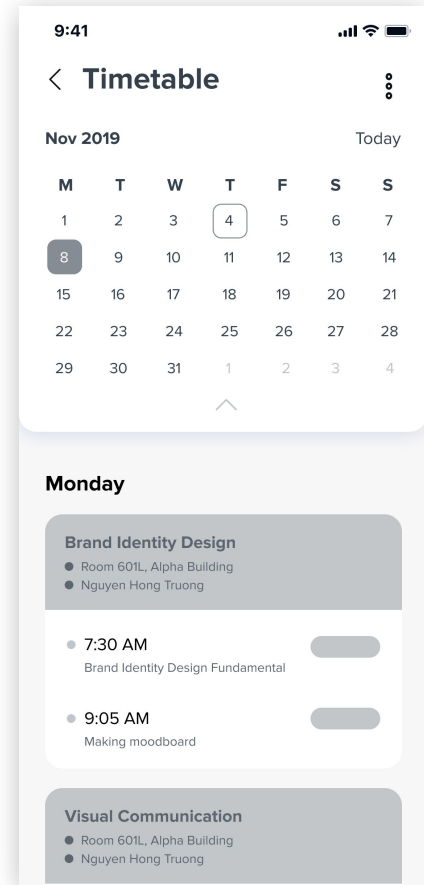 9:41
Timetable
Nov 2019 Today
M T W T F S S
1 2 3 4 5 6 7
8 9 10 11 12 13 14
15 16 17 18 19 20 21
22 23 24 25 26 27 28
29 30 31 1 2 3 4
Monday
Brand Identity Design
Room 601L, Alpha Building
Nguyen Hong Truong
7:30 AM
Brand Identity Design Fundamental
9:05 AM
Making moodboard
Visual Communication
Room 601L, Alpha Building
Nguyen Hong Truong